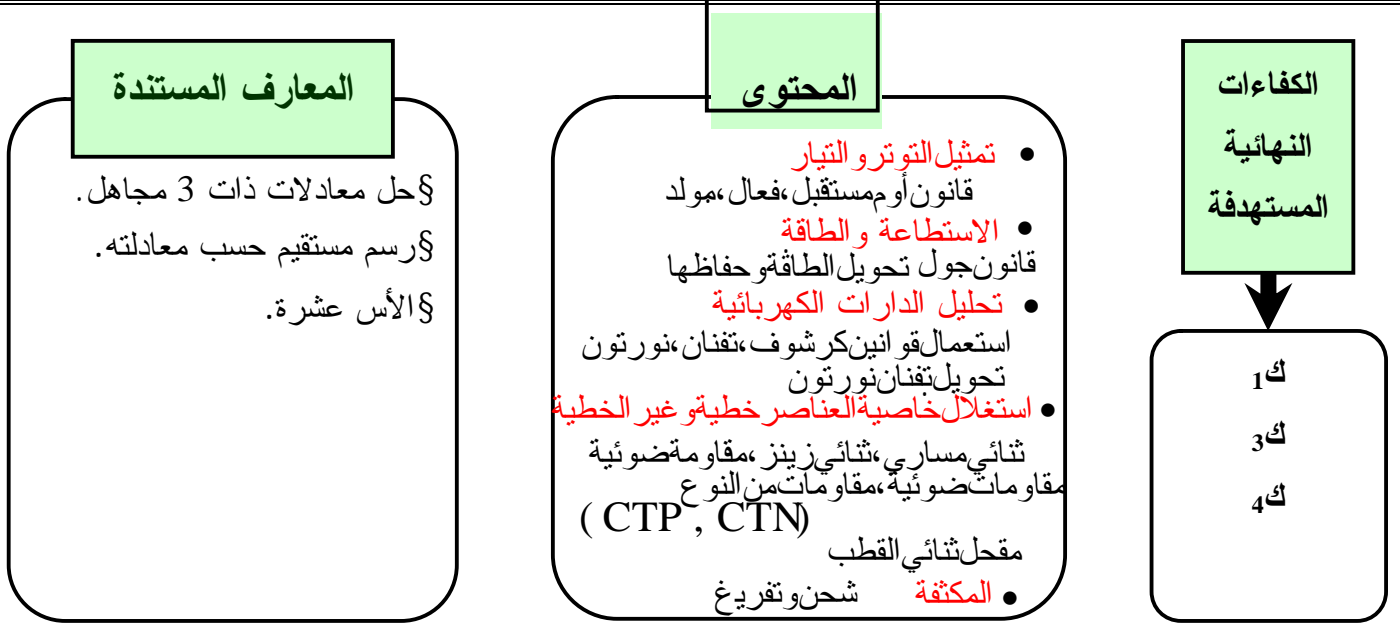 الكفاءات
النهائية
المستهدفة
ك1
ك3
ك4
المحتوى
• تمثيل التوتر و التيار
قانون أوم مستقبل،فعال،مولد
• الاستطاعة و الطاقة
قانون جول تحويل الطاقة و حفاظها
• تحليل الدارات الكهربائية
استعمال قوانين كرشوف،تفنان،نورتون
تحويل تفنان نورتون
• استغلال خاصية العناصر خطية و غير الخطية
ثنائي مساري،ثنائي زينز،مقاومة ضوئية
مقاومات ضوئية،مقاومات من النوع
( CTP , CTN)
مقحل ثنائي القطب
• المكثفة شحن و تفريغ
المعارف المستندة
§حل معادلات ذات 3 مجاهل.
§رسم مستقيم حسب معادلته.
§الأس عشرة.